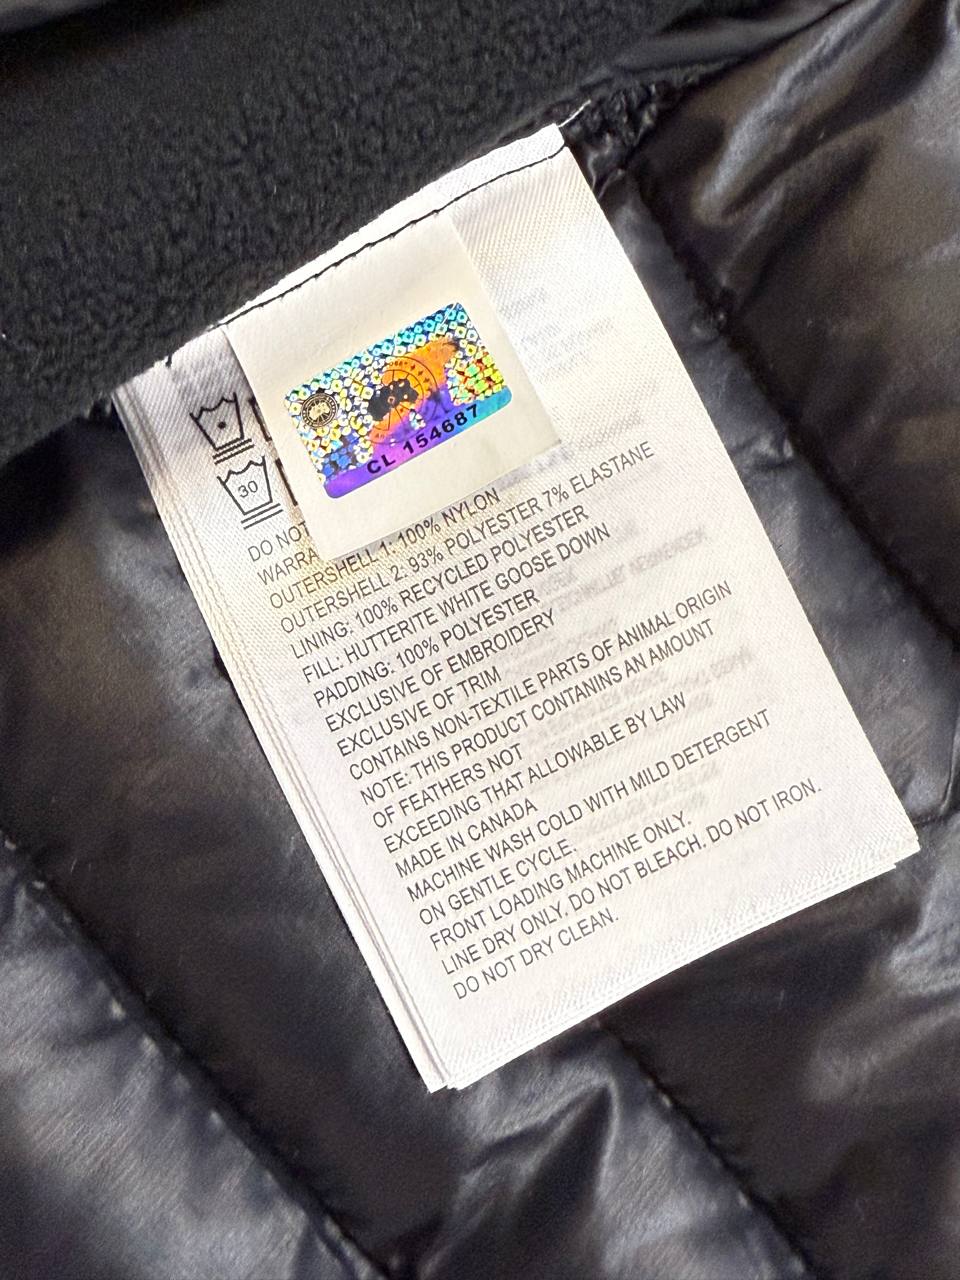 CL 154687
30
DO NOT
WARRA
OUTERSHELL 1: 100% NYLON
OUTERSHELL 2: 93% POLYESTER 7% ELASTANE
LINING: 100% RECYCLED POLYESTER
FILL: HUTTERITE WHITE GOOSE DOWN
PADDING: 100% POLYESTER
EXCLUSIVE OF EMBROIDERY
EXCLUSIVE OF TRIM
CONTAINS NON-TEXTILE PARTS OF ANIMAL ORIGIN
NOTE: THIS PRODUCT CONTANINS AN AMOUNT
OF FEATHERS NOT
EXCEEDING THAT ALLOWABLE BY LAW
MADE IN CANADA
MACHINE WASH COLD WITH MILD DETERGENT
ON GENTLE CYCLE.
FRONT LOADING MACHINE ONLY.
LINE DRY ONLY. DO NOT BLEACH. DO NOT IRON.
DO NOT DRY CLEAN.